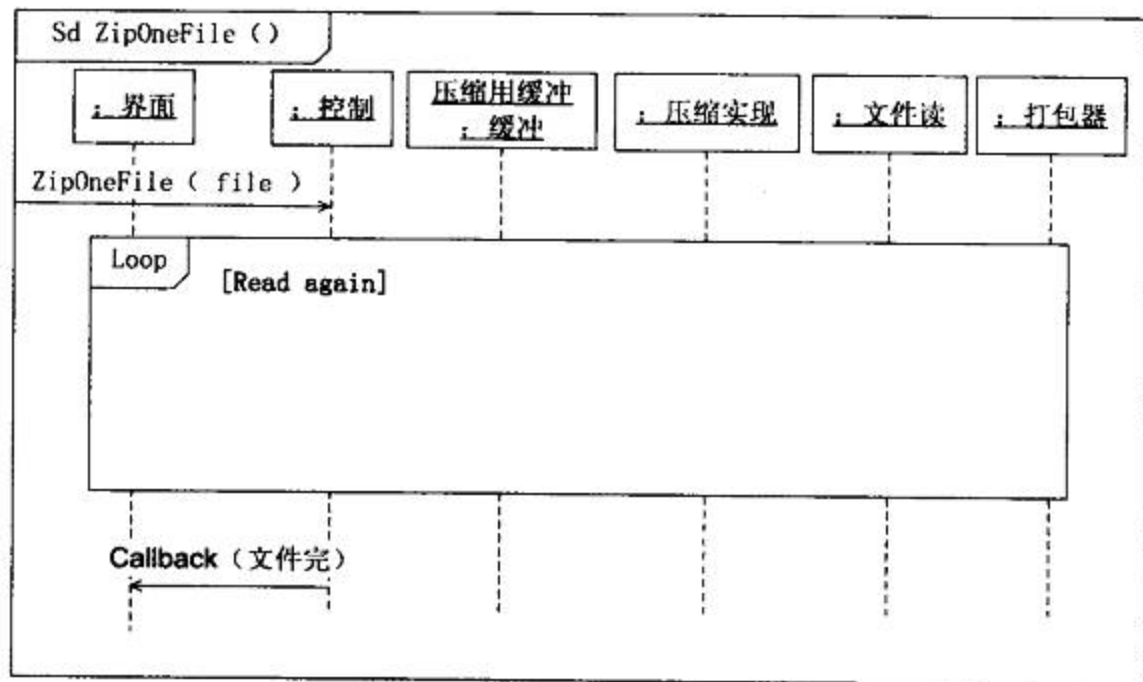 Sd ZipOneFile ()
: 界面
: 控制
压缩用缓冲
: 缓冲
: 压缩实现
: 文件读
: 打包器
ZipOneFile ( file )
Loop
[Read again]
Callback (文件完)